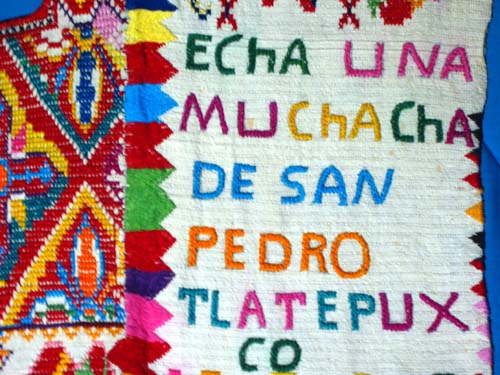 EChA UNA
MUChAChA
DE SAN
PEDRO
TLATEPUX
CO